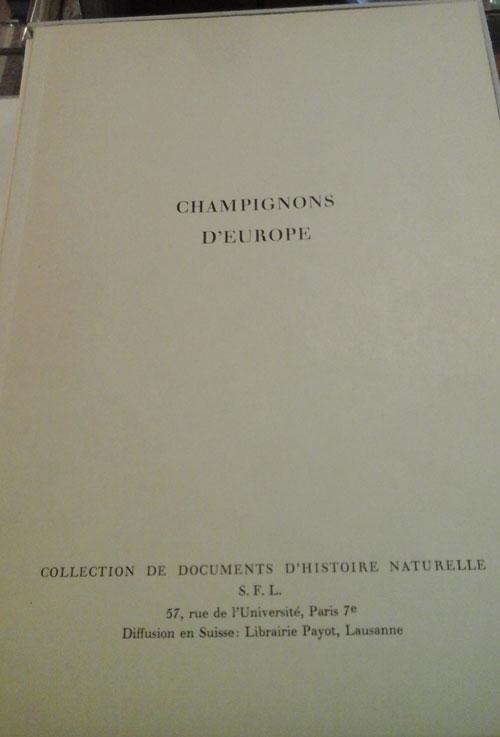 CHAMPIGNONS
D'EUROPE
COLLECTION DE DOCUMENTS D'HISTOIRE NATURELLE
S. F. L.
57, rue de l'Université, Paris 7e
Diffusion en Suisse: Librairie Payot, Lausanne